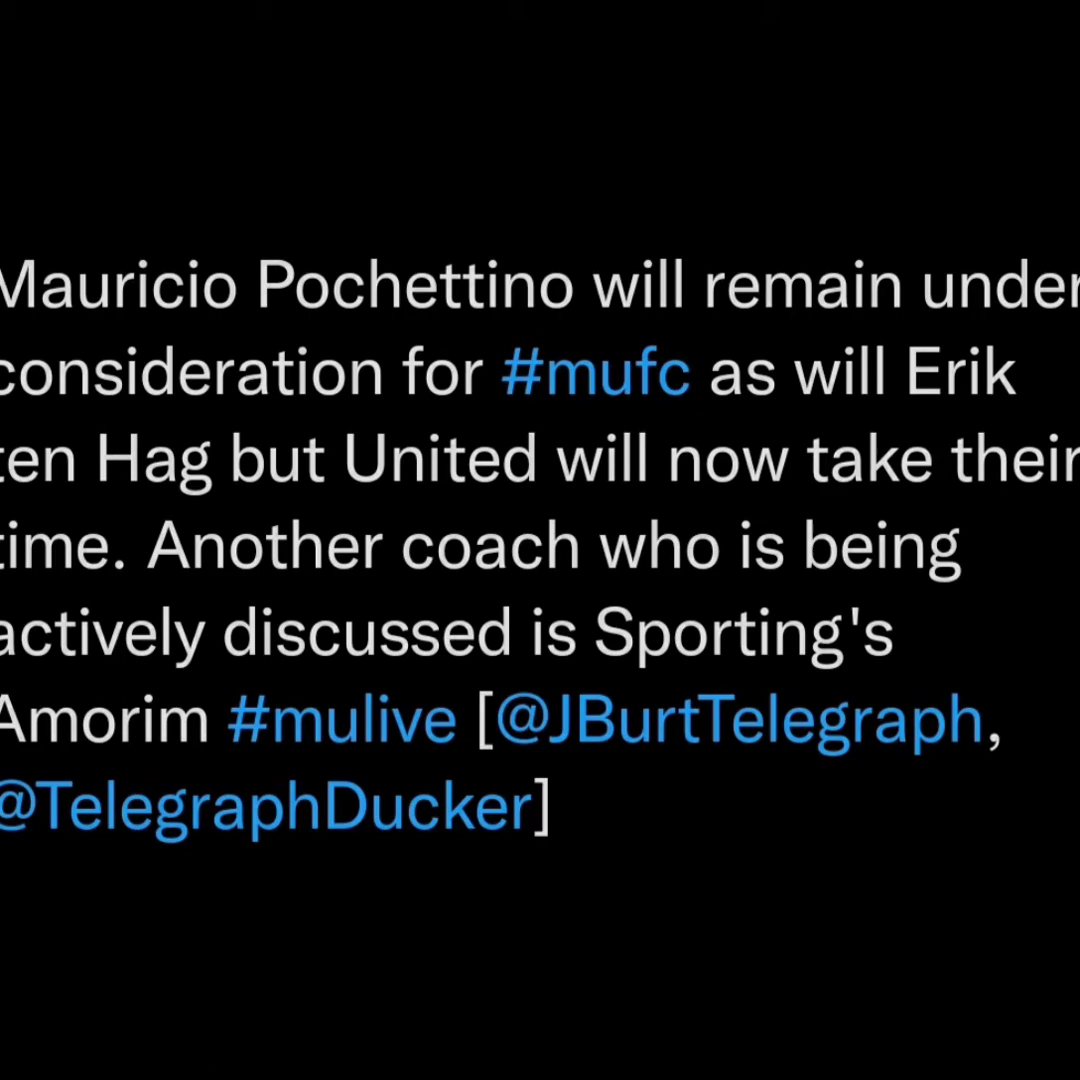 Mauricio Pochettino will remain under
consideration for #mufc as will Erik
ten Hag but United will now take their
time. Another coach who is being
actively discussed is Sporting's
Amorim #mulive [@JBurtTelegraph,
@TelegraphDucker]